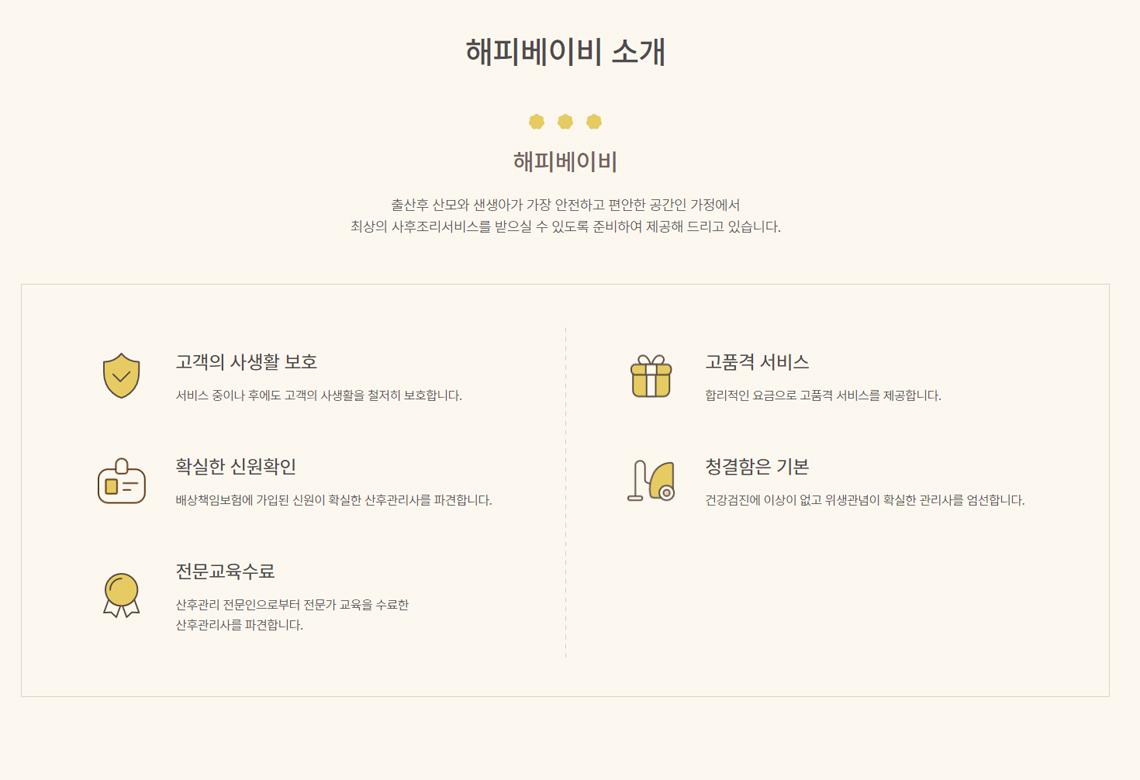 해피베이비 소개
해피베이비
출산후 산모와 샌생아가 가장 안전하고 편안한 공간인 가정에서
최상의 사후조리서비스를 받으실 수 있도록 준비하여 제공해 드리고 있습니다.
고객의 사생활 보호
서비스 중이나 후에도 고객의 사생활을 철저히 보호합니다.
고품격 서비스
합리적인 요금으로 고품격 서비스를 제공합니다.
확실한 신원확인
배상책임보험에 가입된 신원이 확실한 산후관리사를 파견합니다.
청결함은 기본
건강검진에 이상이 없고 위생관념이 확실한 관리사를 엄선합니다.
전문교육수료
산후관리 전문인으로부터 전문가 교육을 수료한
산후관리사를 파견합니다.